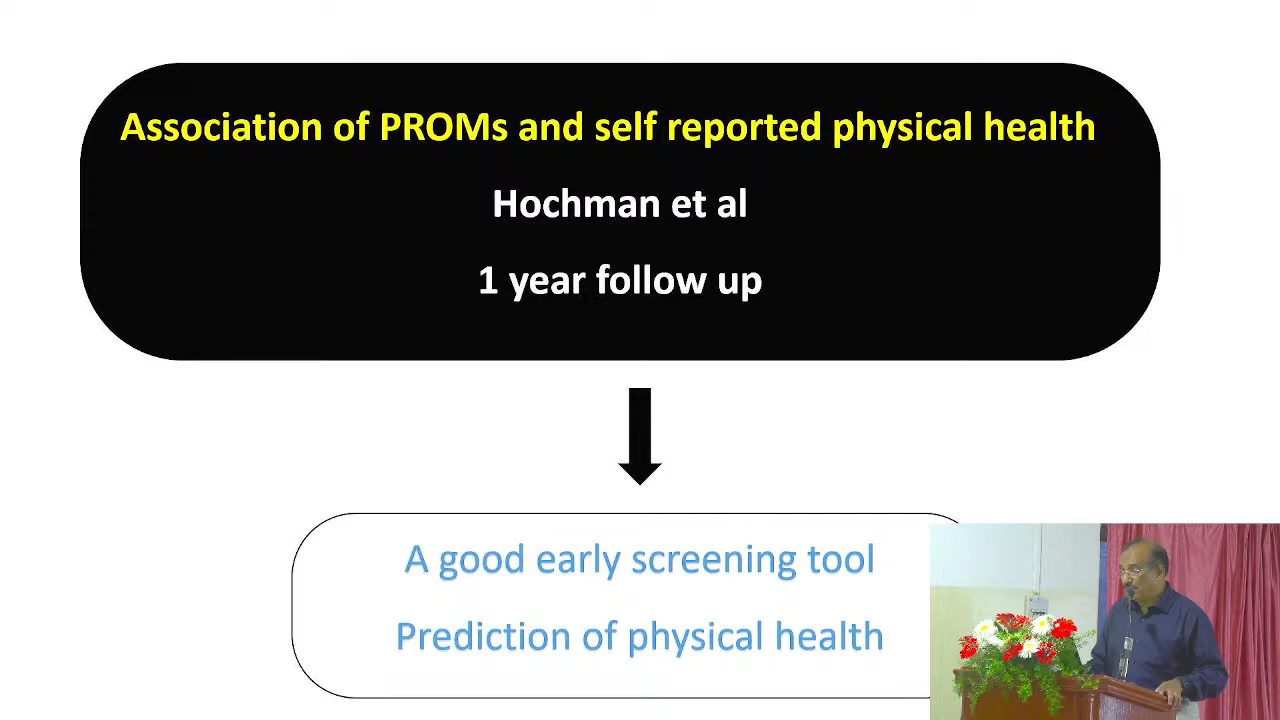 Association of PROMs and self reported physical health
Hochman et al
1 year follow up
A good early screening tool
Prediction of physical health